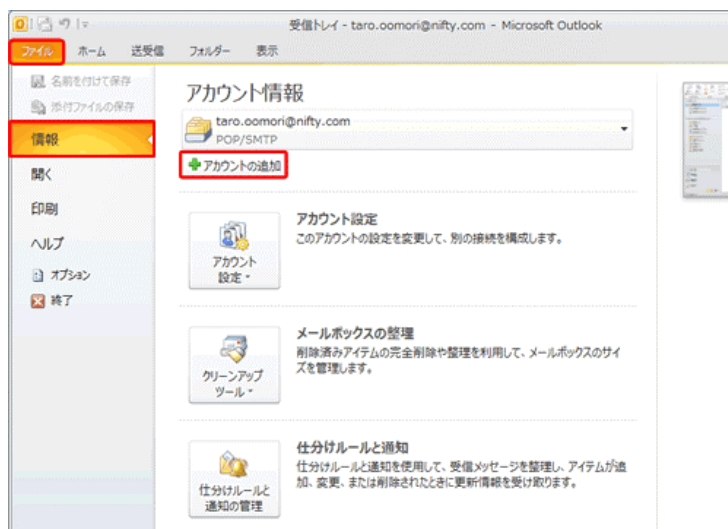 受信トレイ - taro.oomori@nifty.com - Microsoft Outlook
ファイル ホーム 送受信 フォルダー 表示
名前を付けて保存
添付ファイルの保存
情報
開く
印刷
ヘルプ
オプション
終了
アカウント情報
taro.oomori@nifty.com
POP/SMTP
アカウントの追加
アカウント設定
このアカウントの設定を変更して、別の接続を構成します。
アカウント
設定
メールボックスの整理
削除済みアイテムの完全削除や整理を利用して、メールボックスのサイ
ズを管理します。
クリーンアップ
ツール
仕分けルールと通知
仕分けルールと通知を使用して、受信メッセージを整理し、アイテムが追
加、変更、または削除されたときに更新情報を受け取ります。
仕分けルールと
通知の管理